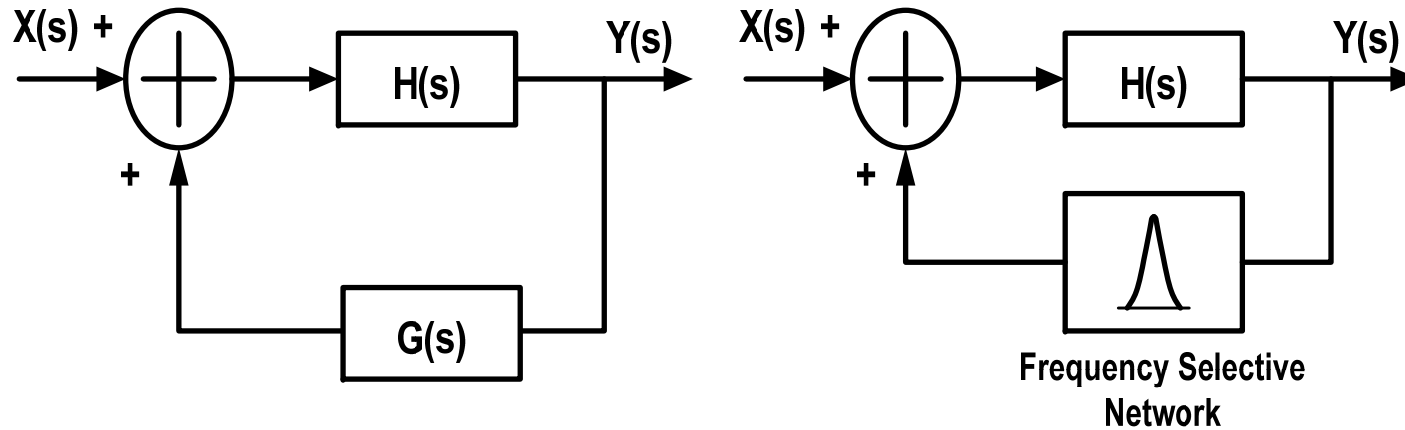 X(s) +
H(s)
Y(s)
+
G(s)
X(s) +
H(s)
Y(s)
+
Frequency Selective
Network